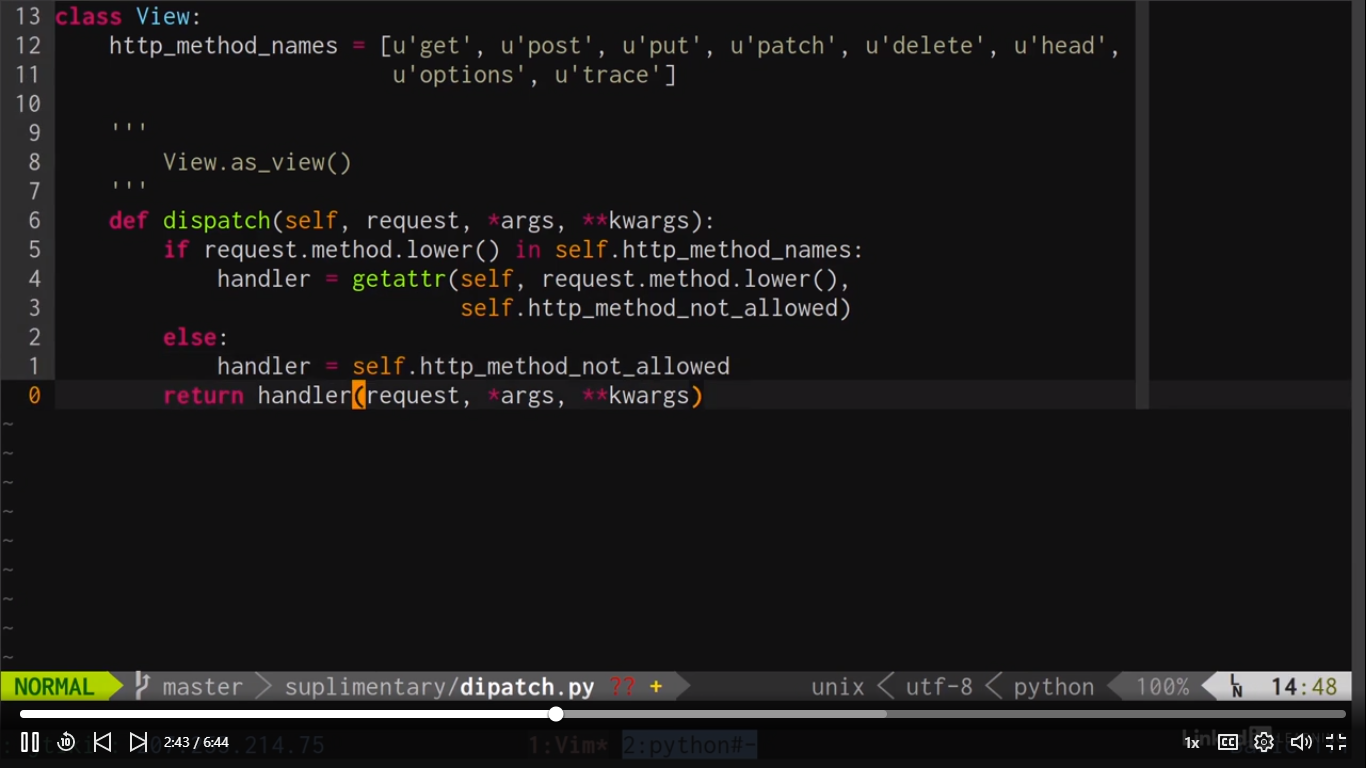 13 class View:
12 http_method_names = [u'get', u'post', u'put', u'patch', u'delete', u'head',
11 u'options', u'trace']
10
9 '''
8 View.as_view()
7 '''
6 def dispatch(self, request, *args, **kwargs):
5 if request.method.lower() in self.http_method_names:
4 handler = getattr(self, request.method.lower(),
3 self.http_method_not_allowed)
2 else:
1 handler = self.http_method_not_allowed
0 return handler(request, *args, **kwargs)
~
~
~
~
~
~
~
~
~
NORMAL master suplimentary/dipatch.py ?? + unix utf-8 python 100% LN 14:48
2:43 / 6:44 .214.75 1:Vim* 2:python#- 1x CC